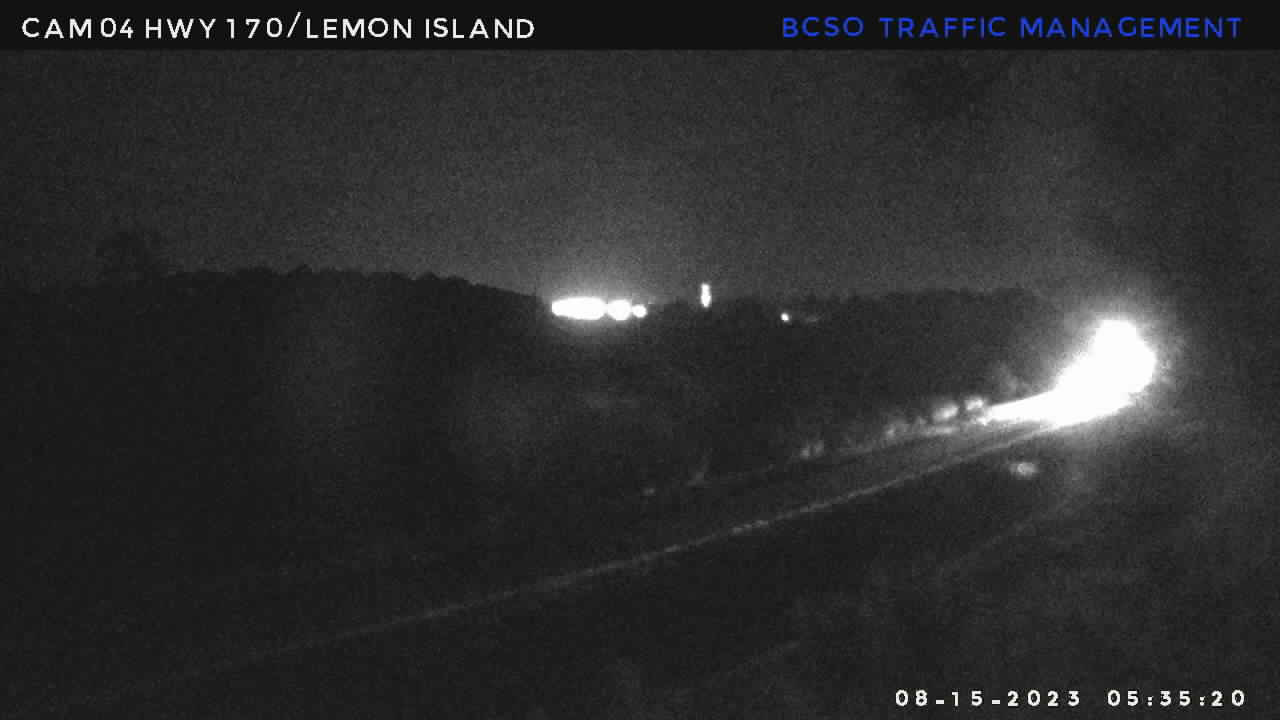 CAM04 HWY 170/LEMON ISLAND
BCSO TRAFFIC MANAGEMENT
08-15-2023 05:35:20